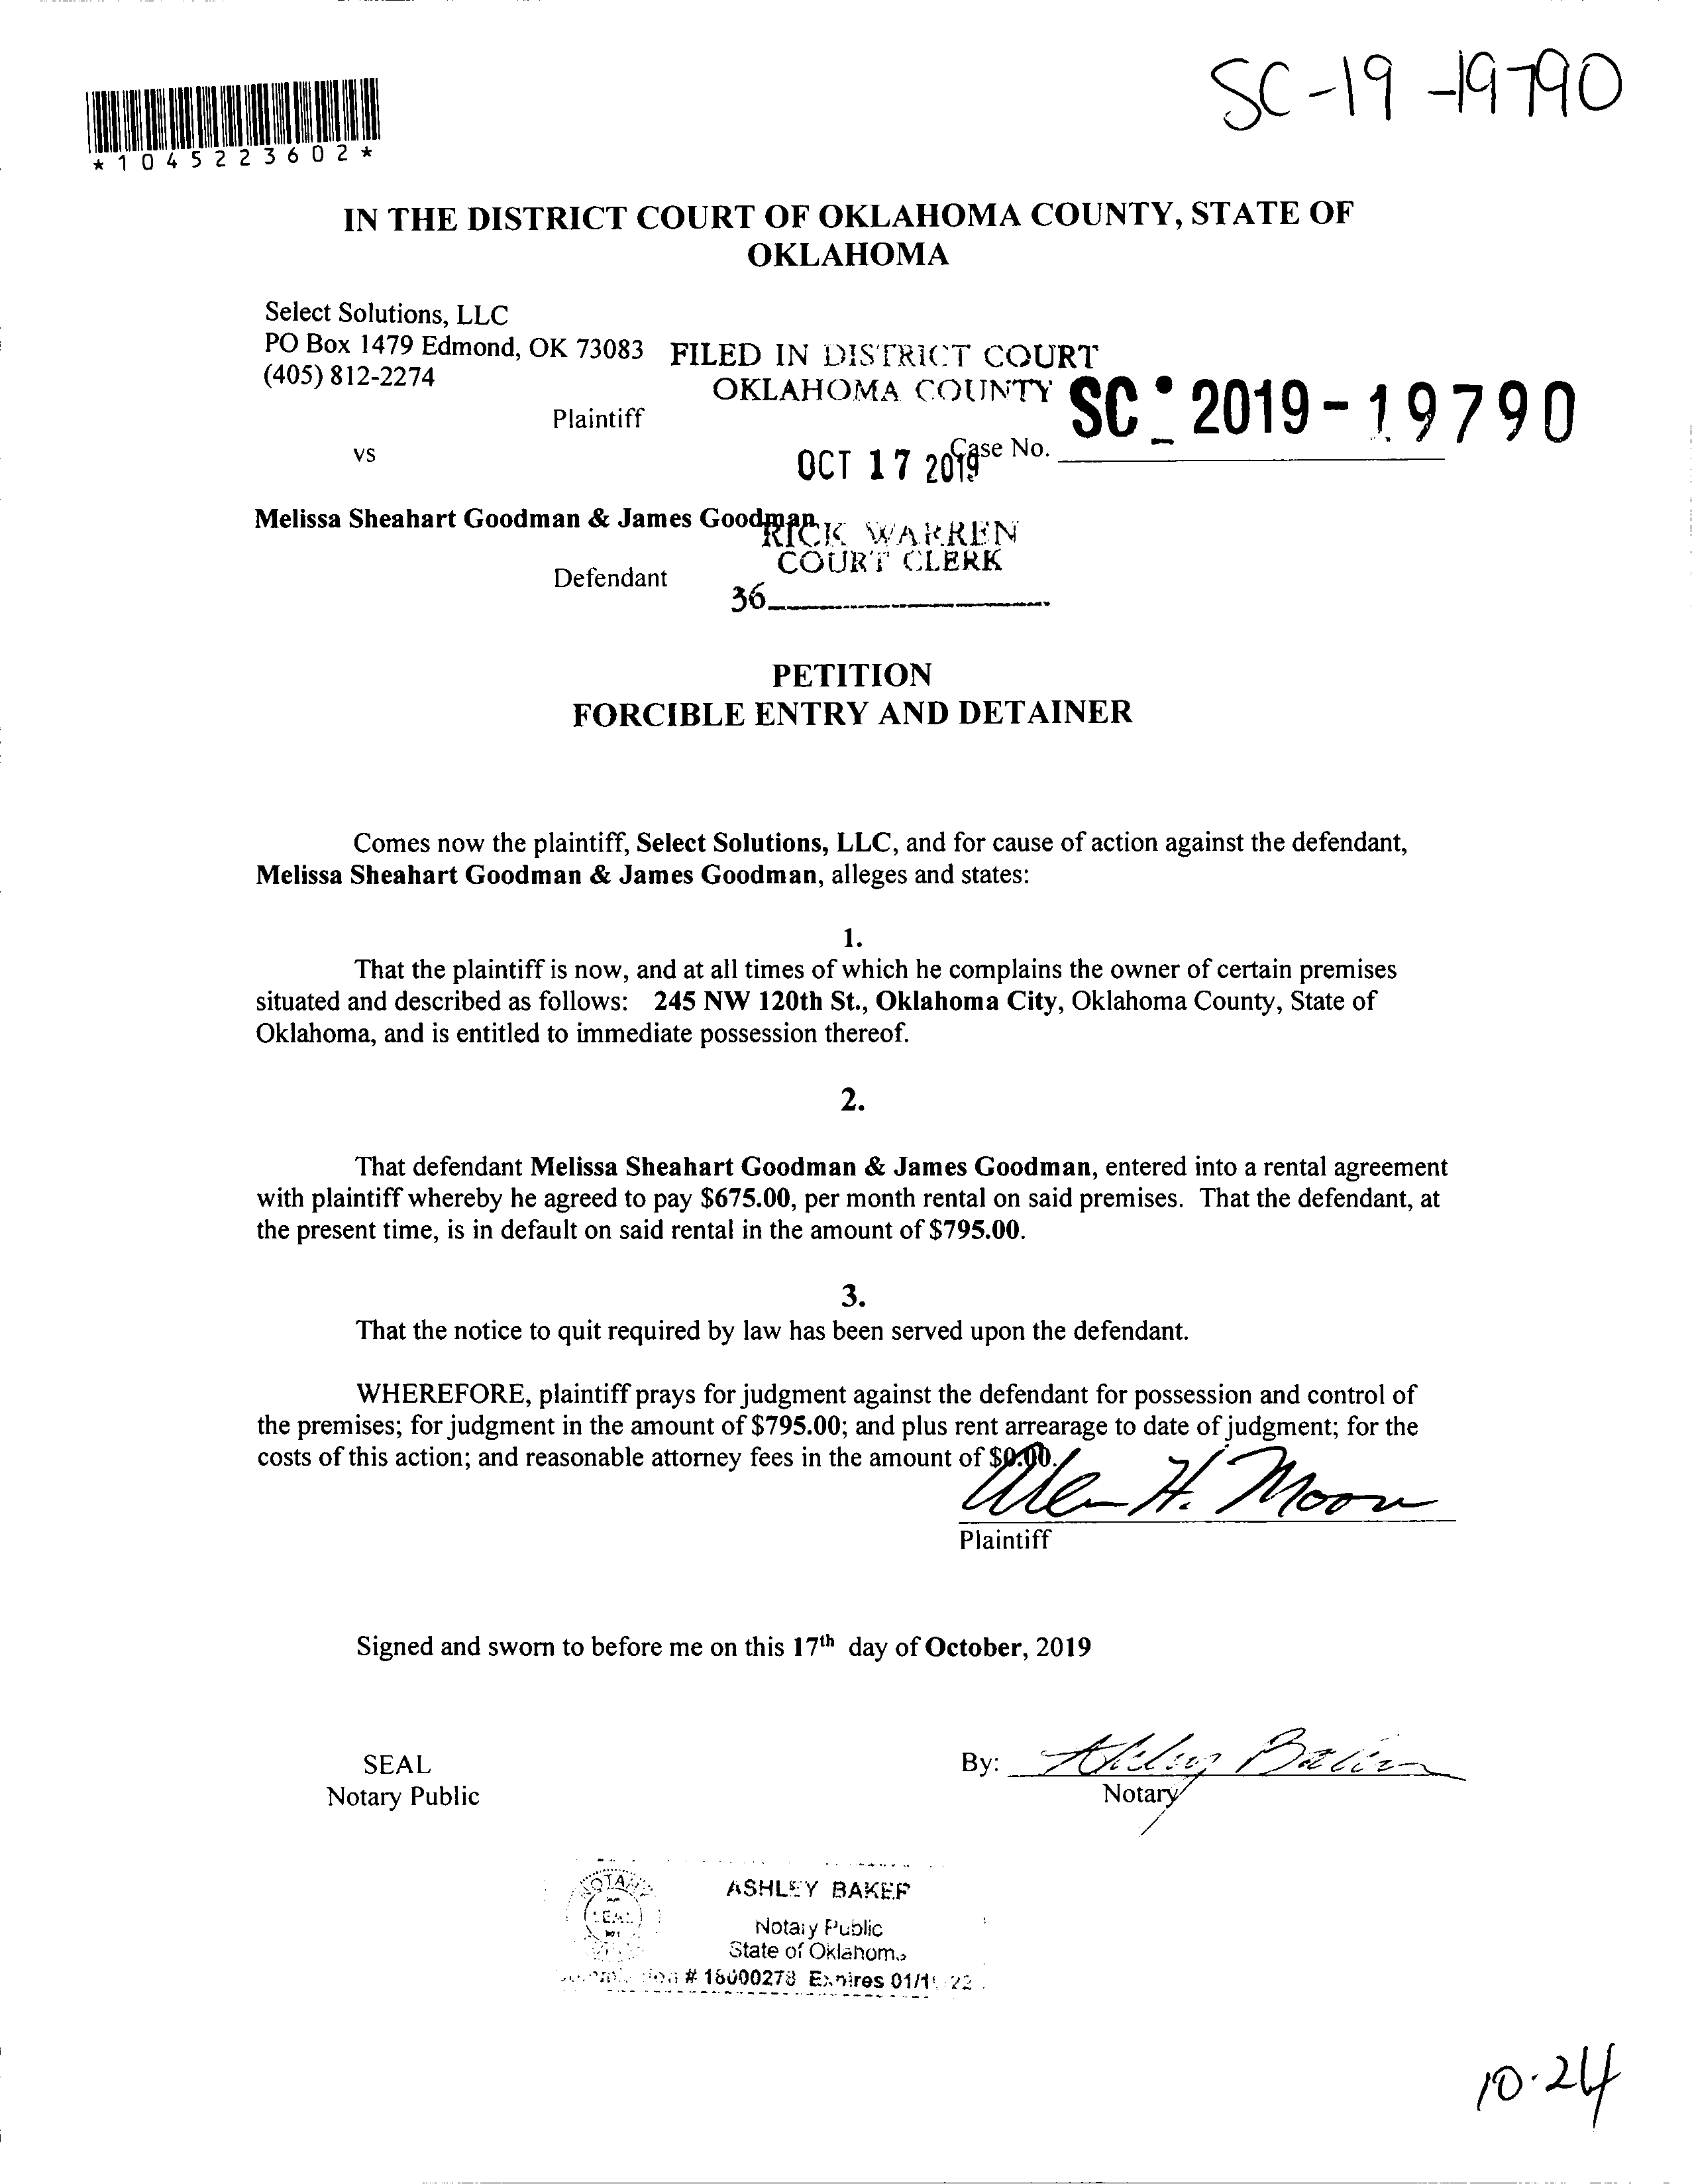 SC-19-19790
*1045223602*
IN THE DISTRICT COURT OF OKLAHOMA COUNTY, STATE OF
OKLAHOMA
Select Solutions, LLC
PO Box 1479 Edmond, OK 73083
(405) 812-2274
FILED IN DISTRICT COURT
OKLAHOMA COUNTY
Plaintiff
SC - 2019-19790
vs
OCT 17 2019
Case No.
Melissa Sheahart Goodman & James Goodman
RICK WARREN
COURT CLERK
Defendant
36
PETITION
FORCIBLE ENTRY AND DETAINER
Comes now the plaintiff, Select Solutions, LLC, and for cause of action against the defendant,
Melissa Sheahart Goodman & James Goodman, alleges and states:
1.
That the plaintiff is now, and at all times of which he complains the owner of certain premises
situated and described as follows: 245 NW 120th St., Oklahoma City, Oklahoma County, State of
Oklahoma, and is entitled to immediate possession thereof.
2.
That defendant Melissa Sheahart Goodman & James Goodman, entered into a rental agreement
with plaintiff whereby he agreed to pay $675.00, per month rental on said premises. That the defendant, at
the present time, is in default on said rental in the amount of $795.00.
3.
That the notice to quit required by law has been served upon the defendant.
WHEREFORE, plaintiff prays for judgment against the defendant for possession and control of
the premises; for judgment in the amount of $795.00; and plus rent arrearage to date of judgment; for the
costs of this action; and reasonable attorney fees in the amount of $0.00.
H. Moon
Plaintiff
Signed and sworn to before me on this 17th day of October, 2019
SEAL
Notary Public
By: Ashley Baker
Notary
ASHLEY BAKER
Notary Public
State of Oklahoma
# 18000278 Expires 01/1 22
10-24